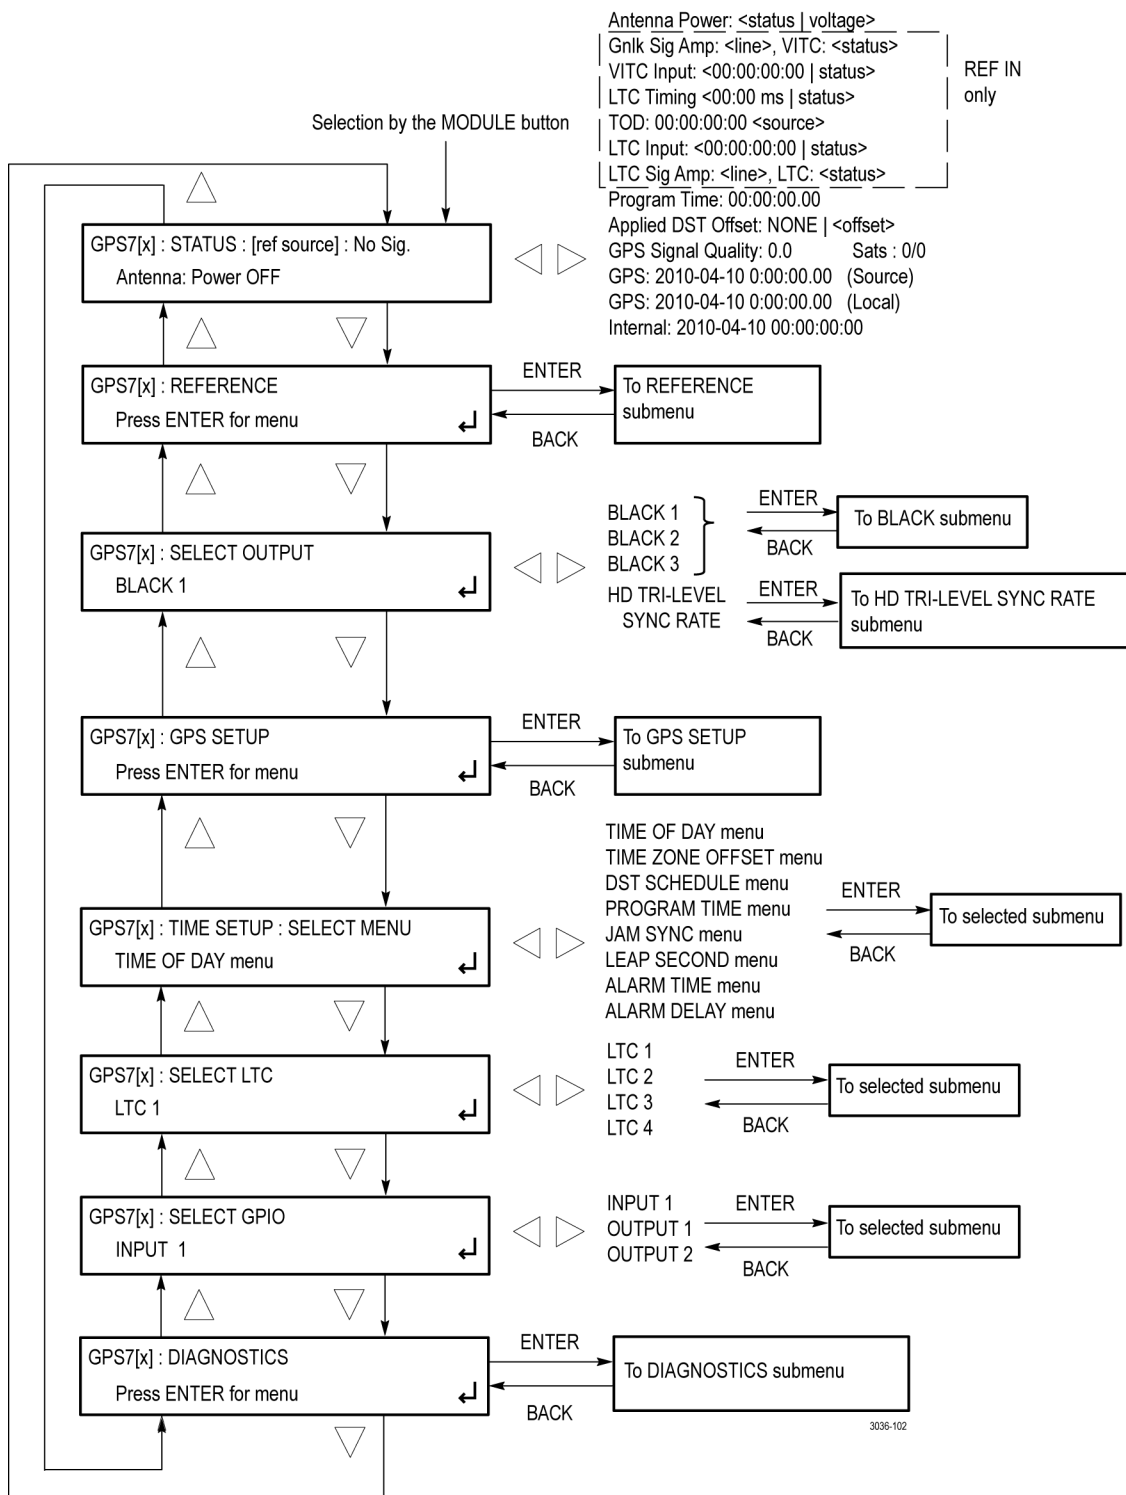 Antenna Power: <status | voltage>
Gnlk Sig Amp: <line>, VITC: <status>
VITC Input: <00:00:00:00 | status>
LTC Timing <00:00 ms | status>
TOD: 00:00:00:00 <source>
LTC Input: <00:00:00:00 | status>
LTC Sig Amp: <line>, LTC: <status>
REF IN
only
Selection by the MODULE button
Program Time: 00:00:00.00
Applied DST Offset: NONE | <offset>
GPS Signal Quality: 0.0 Sats : 0/0
GPS: 2010-04-10 0:00:00.00 (Source)
GPS: 2010-04-10 0:00:00.00 (Local)
Internal: 2010-04-10 00:00:00:00
GPS7[x] : STATUS : [ref source] : No Sig.
Antenna: Power OFF
GPS7[x] : REFERENCE
Press ENTER for menu
ENTER
BACK
To REFERENCE
submenu
GPS7[x] : SELECT OUTPUT
BLACK 1
BLACK 1
BLACK 2
BLACK 3
ENTER
BACK
To BLACK submenu
HD TRI-LEVEL
SYNC RATE
ENTER
BACK
To HD TRI-LEVEL SYNC RATE
submenu
GPS7[x] : GPS SETUP
Press ENTER for menu
ENTER
BACK
To GPS SETUP
submenu
GPS7[x] : TIME SETUP : SELECT MENU
TIME OF DAY menu
TIME OF DAY menu
TIME ZONE OFFSET menu
DST SCHEDULE menu
PROGRAM TIME menu
JAM SYNC menu
LEAP SECOND menu
ALARM TIME menu
ALARM DELAY menu
ENTER
BACK
To selected submenu
GPS7[x] : SELECT LTC
LTC 1
LTC 1
LTC 2
LTC 3
LTC 4
ENTER
BACK
To selected submenu
GPS7[x] : SELECT GPIO
INPUT 1
INPUT 1
OUTPUT 1
OUTPUT 2
ENTER
BACK
To selected submenu
GPS7[x] : DIAGNOSTICS
Press ENTER for menu
ENTER
BACK
To DIAGNOSTICS submenu
3036-102